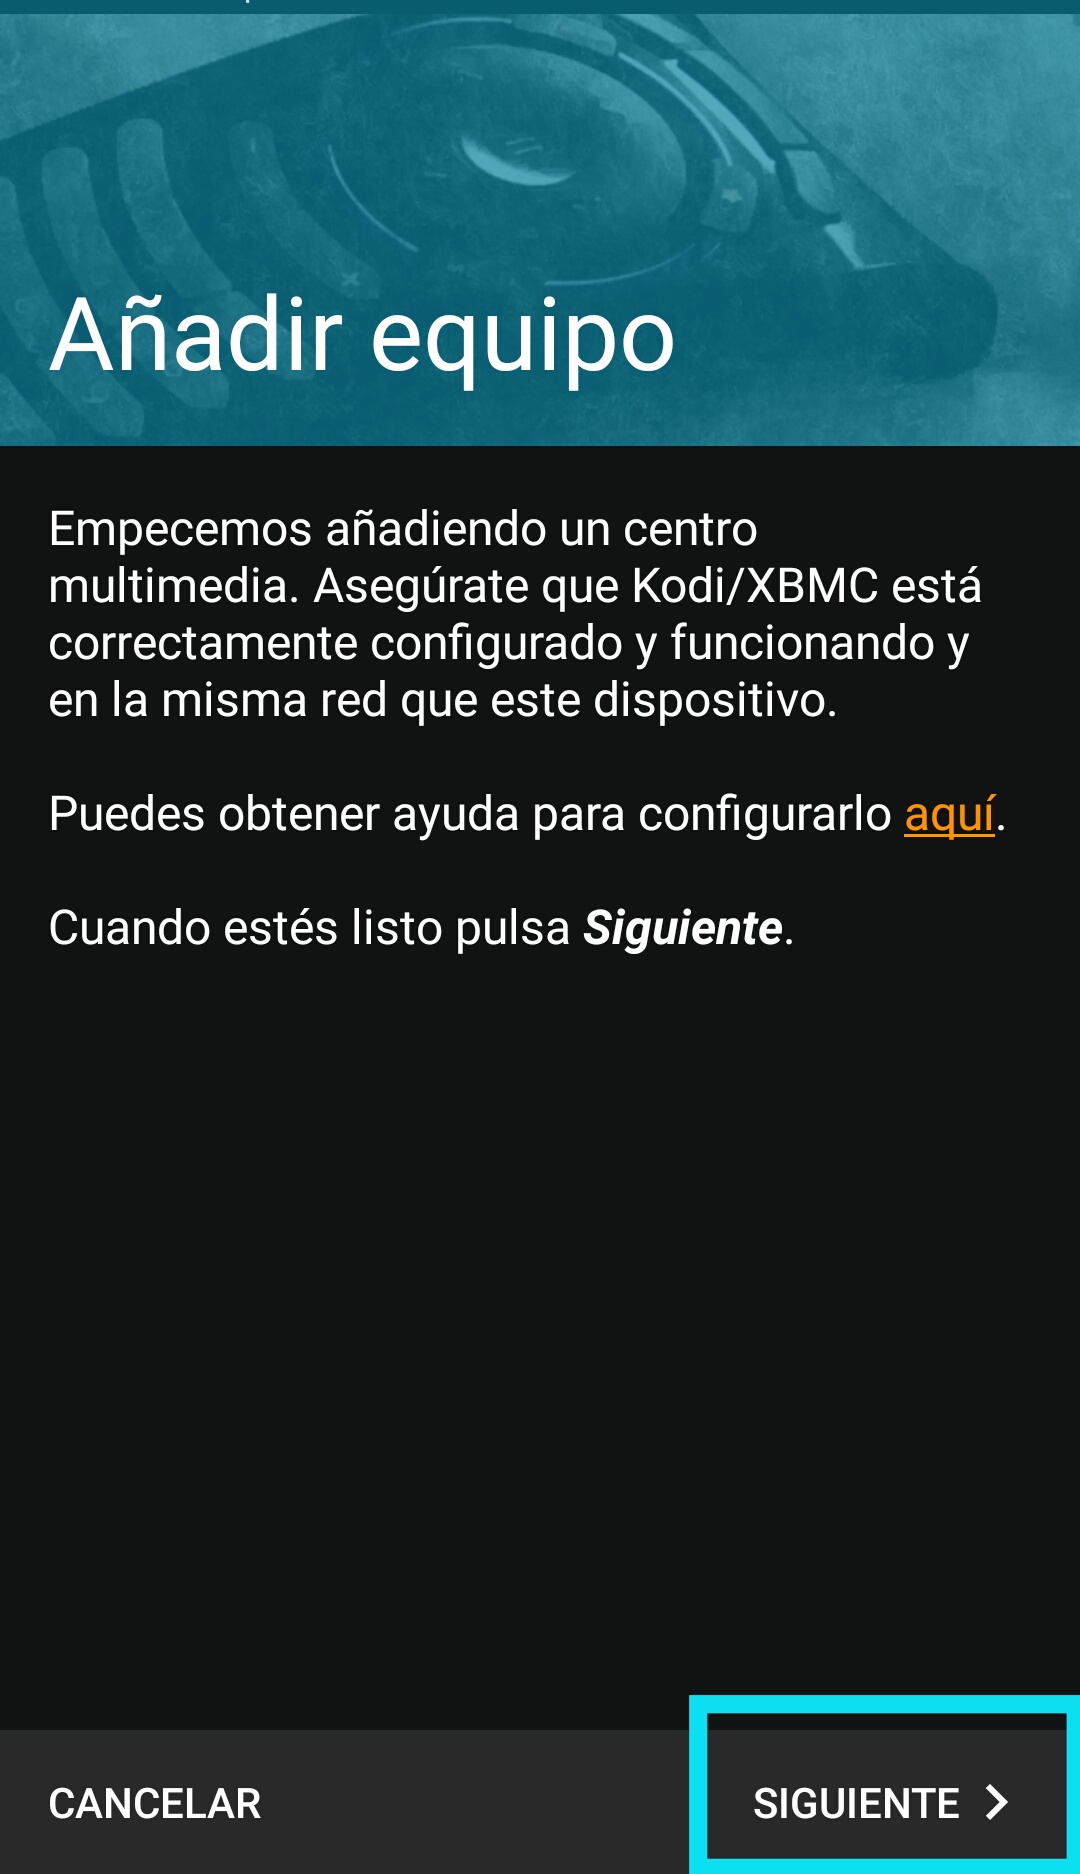 Añadir equipo
Empecemos añadiendo un centro
multimedia. Asegúrate que Kodi/XBMC está
correctamente configurado y funcionando y
en la misma red que este dispositivo.
Puedes obtener ayuda para configurarlo aquí.
Cuando estés listo pulsa Siguiente.
CANCELAR
SIGUIENTE